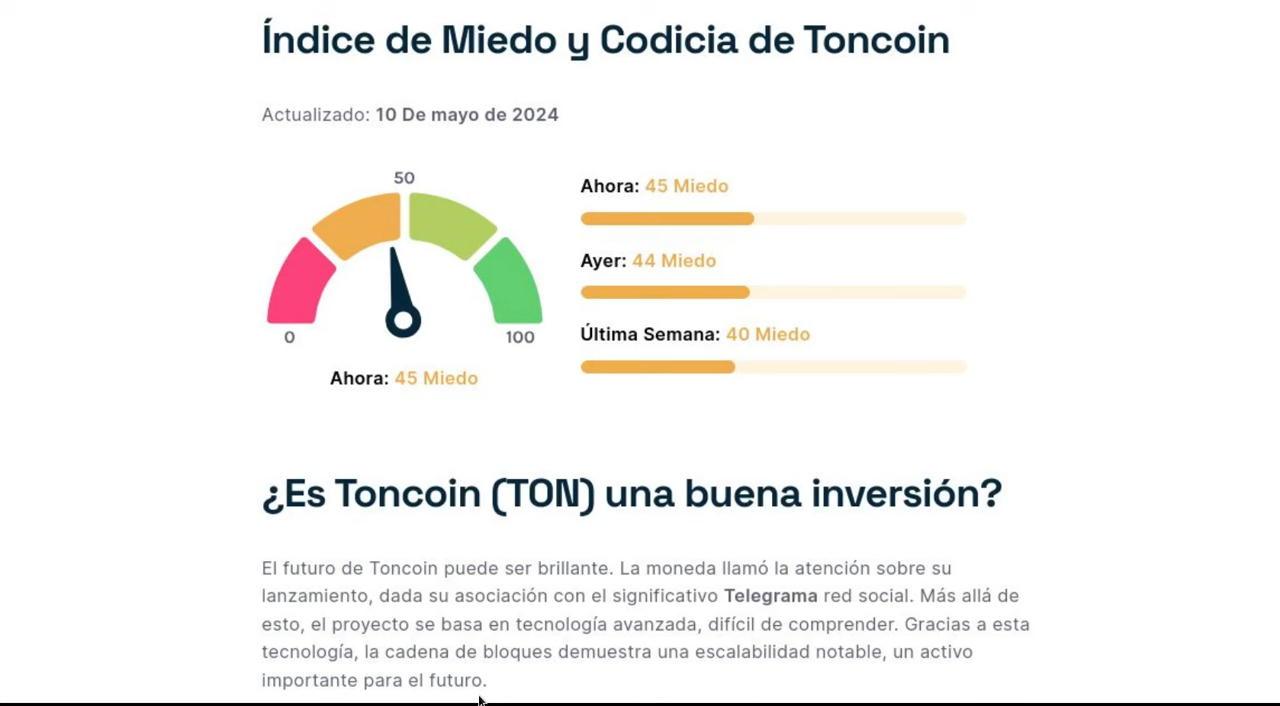 Índice de Miedo y Codicia de Toncoin
Actualizado: 10 De mayo de 2024
50
0
100
Ahora: 45 Miedo
Ahora: 45 Miedo
Ayer: 44 Miedo
Última Semana: 40 Miedo
¿Es Toncoin (TON) una buena inversión?
El futuro de Toncoin puede ser brillante. La moneda llamó la atención sobre su
lanzamiento, dada su asociación con el significativo Telegrama red social. Más allá de
esto, el proyecto se basa en tecnología avanzada, difícil de comprender. Gracias a esta
tecnología, la cadena de bloques demuestra una escalabilidad notable, un activo
importante para el futuro.